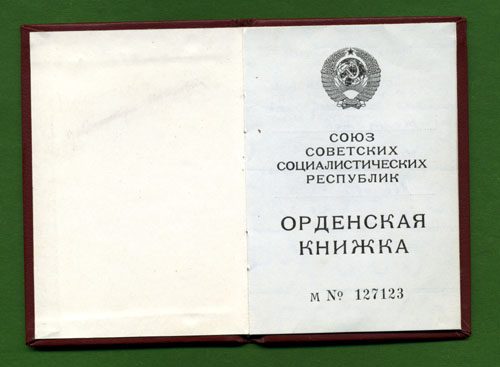 СОЮЗ
СОВЕТСКИХ
СОЦИАЛИСТИЧЕСКИХ
РЕСПУБЛИК
ОРДЕНСКАЯ
КНИЖКА
М № 127123